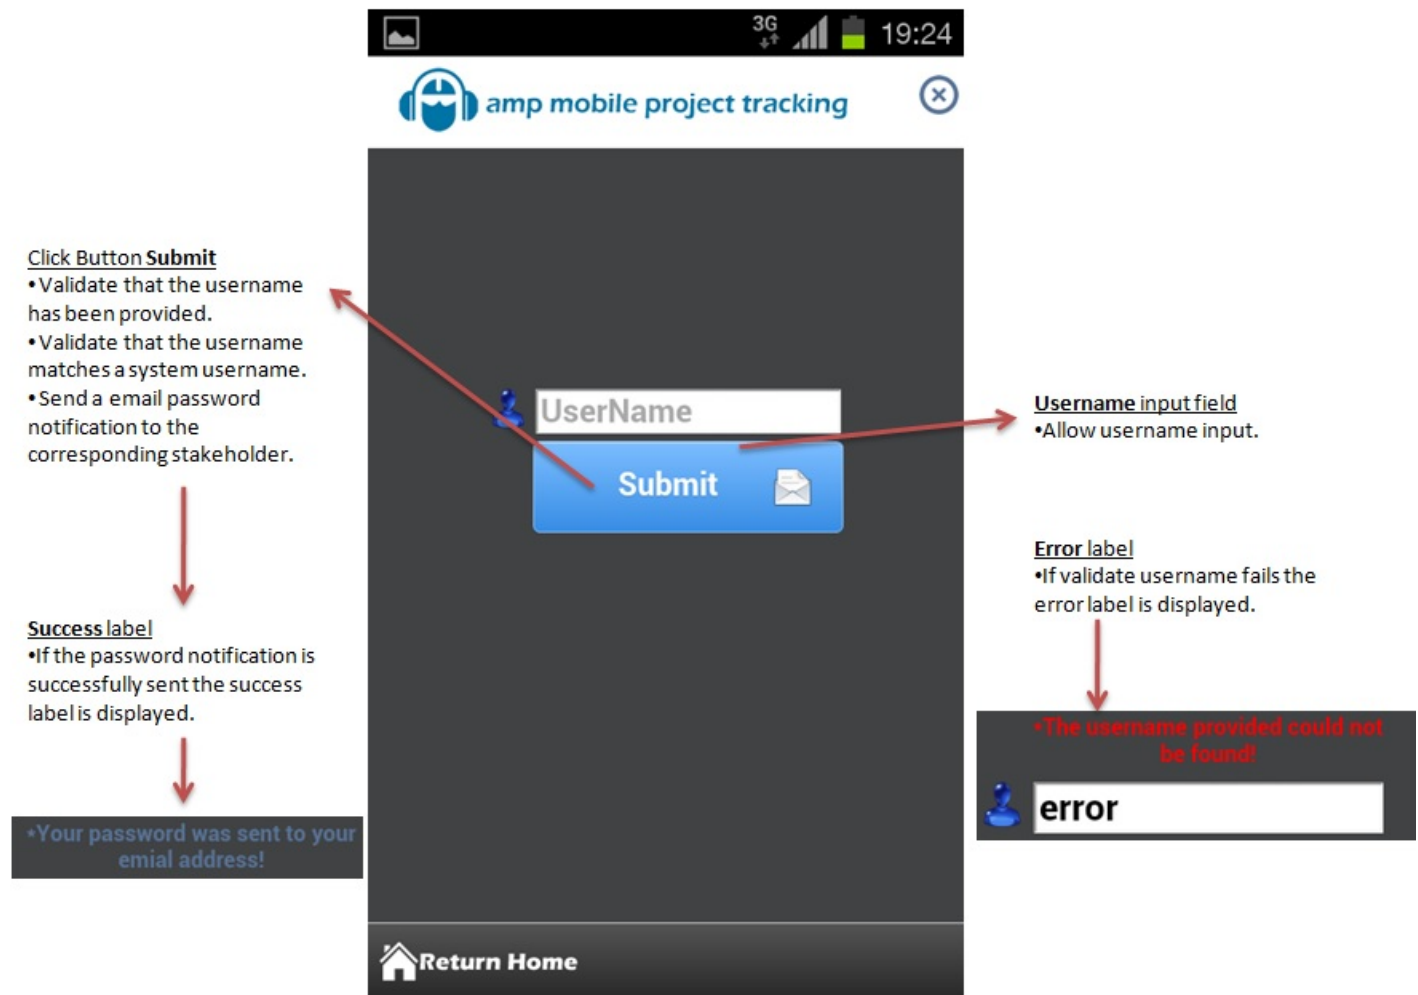 3G
19:24
amp mobile project tracking
Click Button Submit
•Validate that the username
has been provided.
•Validate that the username
matches a system username.
•Send a email password
notification to the
corresponding stakeholder.
UserName
Submit
Username input field
•Allow username input.
Error label
•If validate username fails the
error label is displayed.
Success label
•If the password notification is
successfully sent the success
label is displayed.
•The username provided could not
be found!
error
•Your password was sent to your
emial address!
Return Home